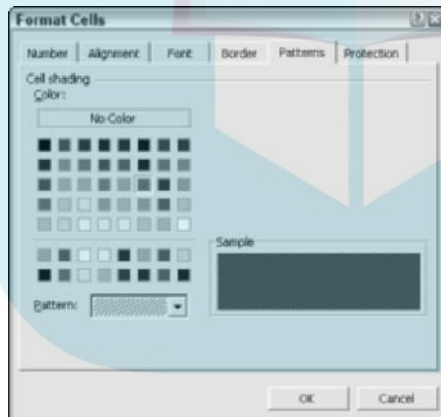 Format Cells
Number Alignment Font Border Patterns Protection
Cell shading
Color:
No Color
Sample
Pattern:
OK Cancel